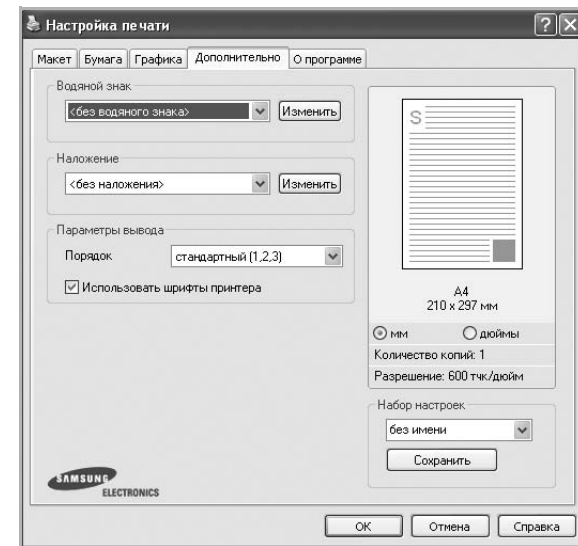 Настройка печати
Макет Бумага Графика Дополнительно О программе
Водяной знак
<без водяного знака> Изменить
Наложение
<без наложения> Изменить
Параметры вывода
Порядок стандартный (1,2,3)
Использовать шрифты принтера
S
A4
210 x 297 мм
мм дюймы
Количество копий: 1
Разрешение: 600 тчк/дюйм
Набор настроек
без имени
Сохранить
SAMSUNG
ELECTRONICS
OK Отмена Справка